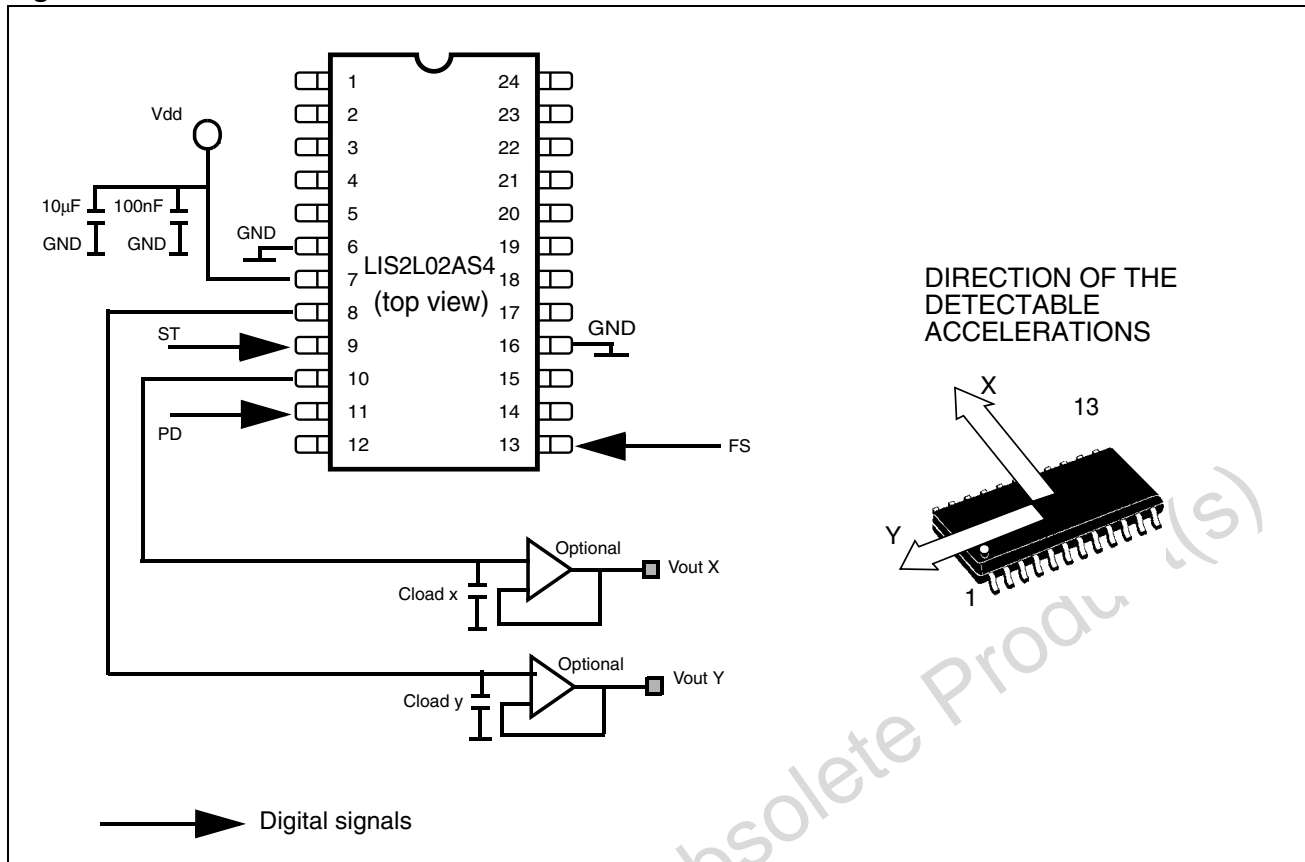 Vdd
10μF 100nF
GND GND
GND
1 24
2 23
3 22
4 21
5 20
6 19
7 18
8 17
9 16
10 15
11 14
12 13
LIS2L02AS4
(top view)
GND
ST
PD
FS
Optional
Vout X
Cload x
Optional
Vout Y
Cload y
Digital signals
DIRECTION OF THE
DETECTABLE
ACCELERATIONS
X
13
Y
1